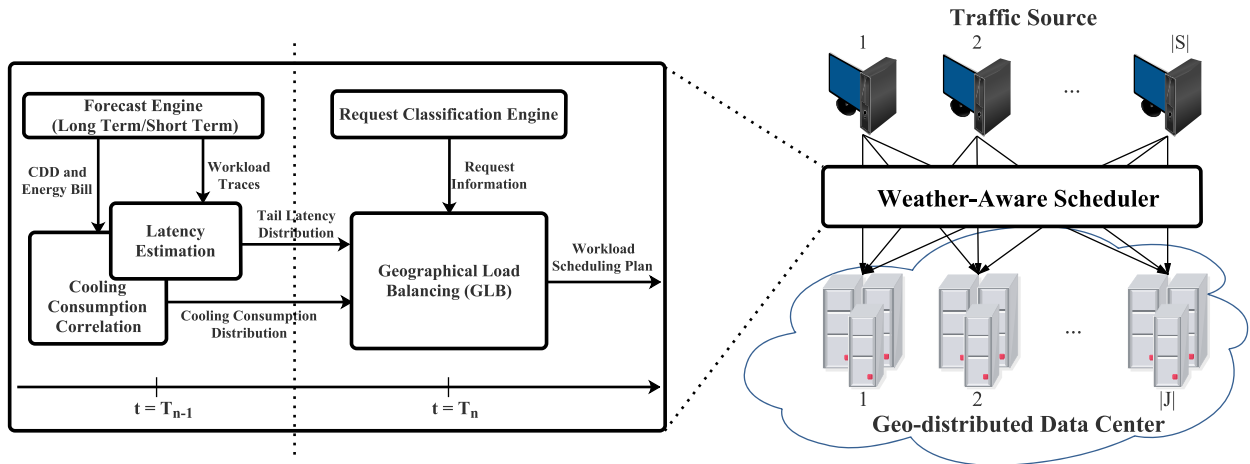 Forecast Engine
(Long Term/Short Term)
Request Classification Engine
CDD and
Energy Bill
Workload
Traces
Request
Information
Latency
Estimation
Tail Latency
Distribution
Cooling
Consumption
Correlation
Cooling Consumption
Distribution
Geographical Load
Balancing (GLB)
Workload
Scheduling Plan
t = Tn-1
t = Tn
Traffic Source
1
2
|S|
...
Weather-Aware Scheduler
...
1
2
|J|
Geo-distributed Data Center